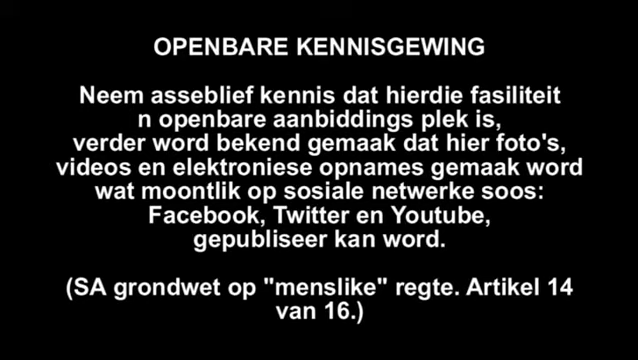 OPENBARE KENNISGEWING
Neem asseblief kennis dat hierdie fasiliteit
n openbare aanbiddings plek is,
verder word bekend gemaak dat hier foto's,
videos en elektroniese opnames gemaak word
wat moontlik op sosiale netwerke soos:
Facebook, Twitter en Youtube,
gepubliseer kan word.
(SA grondwet op "menslike" regte. Artikel 14
van 16.)